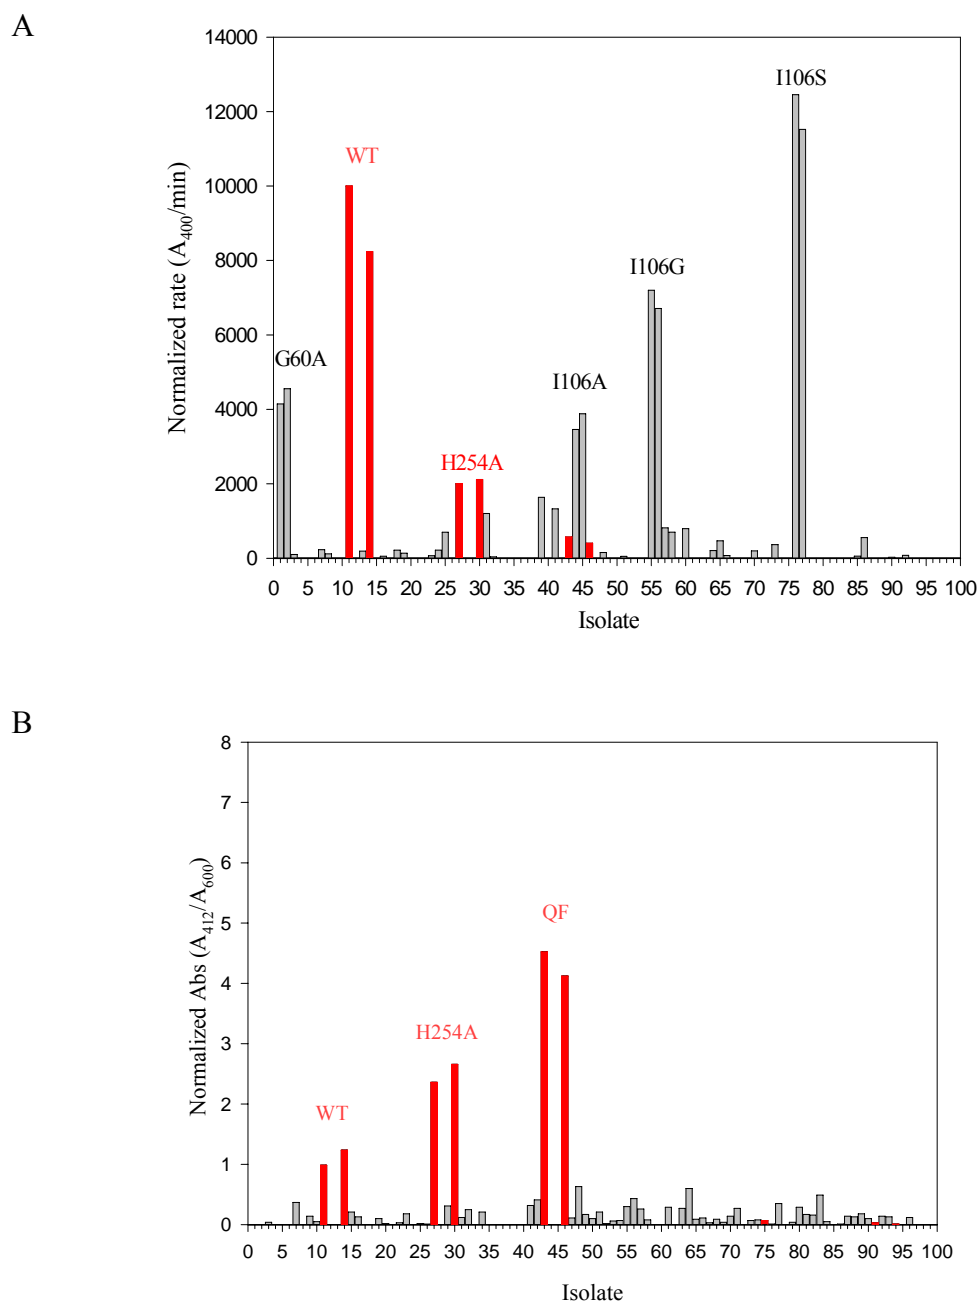 A
Normalized rate (A400/min)
14000
12000
10000
8000
6000
4000
2000
0
I106S
WT
I106G
G60A
I106A
H254A
0 5 10 15 20 25 30 35 40 45 50 55 60 65 70 75 80 85 90 95 100
Isolate
B
Normalized Abs (A412/A600)
8
7
6
5
4
3
2
1
0
QF
H254A
WT
0 5 10 15 20 25 30 35 40 45 50 55 60 65 70 75 80 85 90 95 100
Isolate